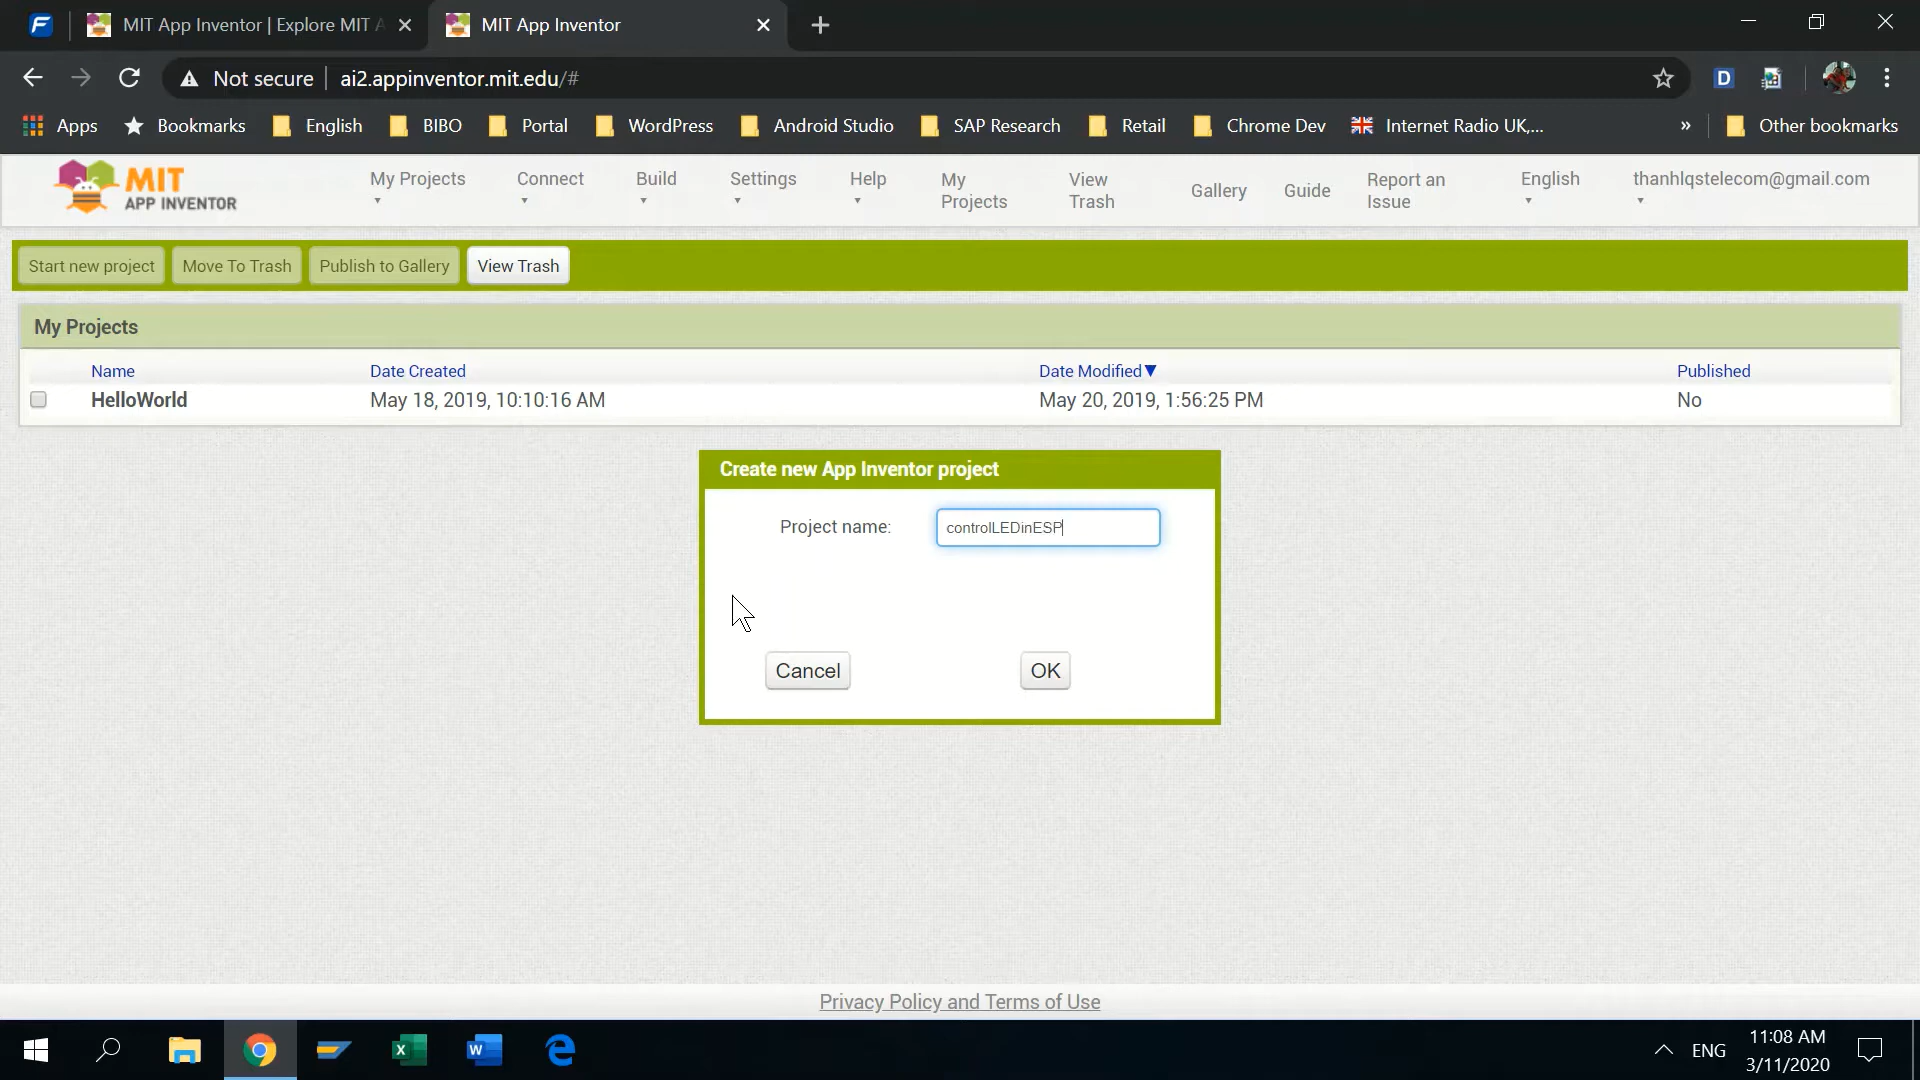 MIT App Inventor | Explore MIT A
MIT App Inventor
Not secure
ai2.appinventor.mit.edu/#
Apps
Bookmarks
English
BIBO
Portal
WordPress
Android Studio
SAP Research
Retail
Chrome Dev
Internet Radio UK,...
»
Other bookmarks
MIT
APP INVENTOR
My Projects
Connect
Build
Settings
Help
My
Projects
View
Trash
Gallery
Guide
Report an
Issue
English
thanhlqstelecom@gmail.com
Start new project
Move To Trash
Publish to Gallery
View Trash
My Projects
Name
Date Created
Date Modified▼
Published
HelloWorld
May 18, 2019, 10:10:16 AM
May 20, 2019, 1:56:25 PM
No
Create new App Inventor project
Project name:
controlLEDinESP
Cancel
OK
Privacy Policy and Terms of Use
ENG
11:08 AM
3/11/2020